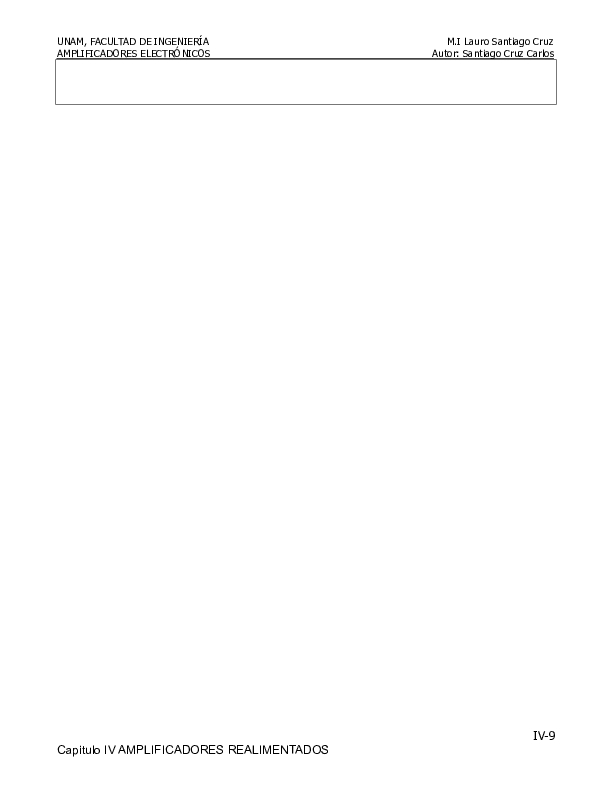 UNAM, FACULTAD DE INGENIERÍA M.I Lauro Santiago Cruz
AMPLIFICADORES ELECTRÓNICOS Autor: Santiago Cruz Carlos
IV-9
Capitulo IV AMPLIFICADORES REALIMENTADOS